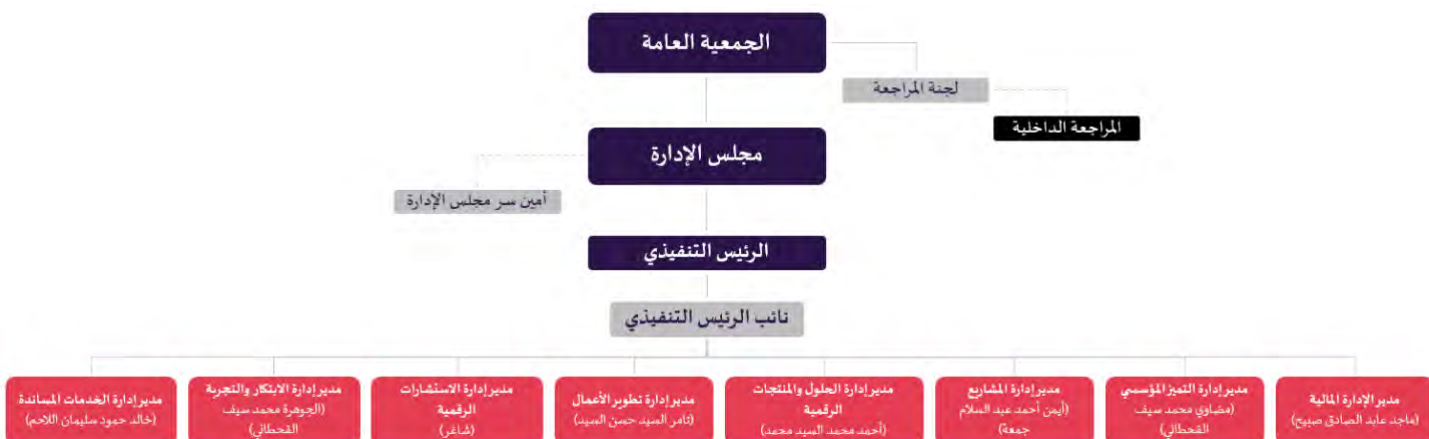 الجمعية العامة
لجنة المراجعة
المراجعة الداخلية
مجلس الإدارة
أمين سر مجلس الإدارة
الرئيس التنفيذي
نائب الرئيس التنفيذي
مدير الإدارة المالية
(ماجد عابد الصادق صبيح)
مدير إدارة التميز المؤسسي
(مضاوي محمد سيف
القحطاني)
مدير إدارة المشاريع
(أيمن أحمد عبد السلام
جمعة)
مدير إدارة الحلول والمنتجات
الرقمية
(أحمد محمد السيد محمد)
مدير إدارة تطوير الأعمال
(تامر السيد حسن السيد)
مدير إدارة الاستشارات
الرقمية
(شاغر)
مدير إدارة الابتكار والتجربة
(الجوهرة محمد سيف
القحطاني)
مدير إدارة الخدمات المساندة
(خالد حمود سليمان اللاحم)